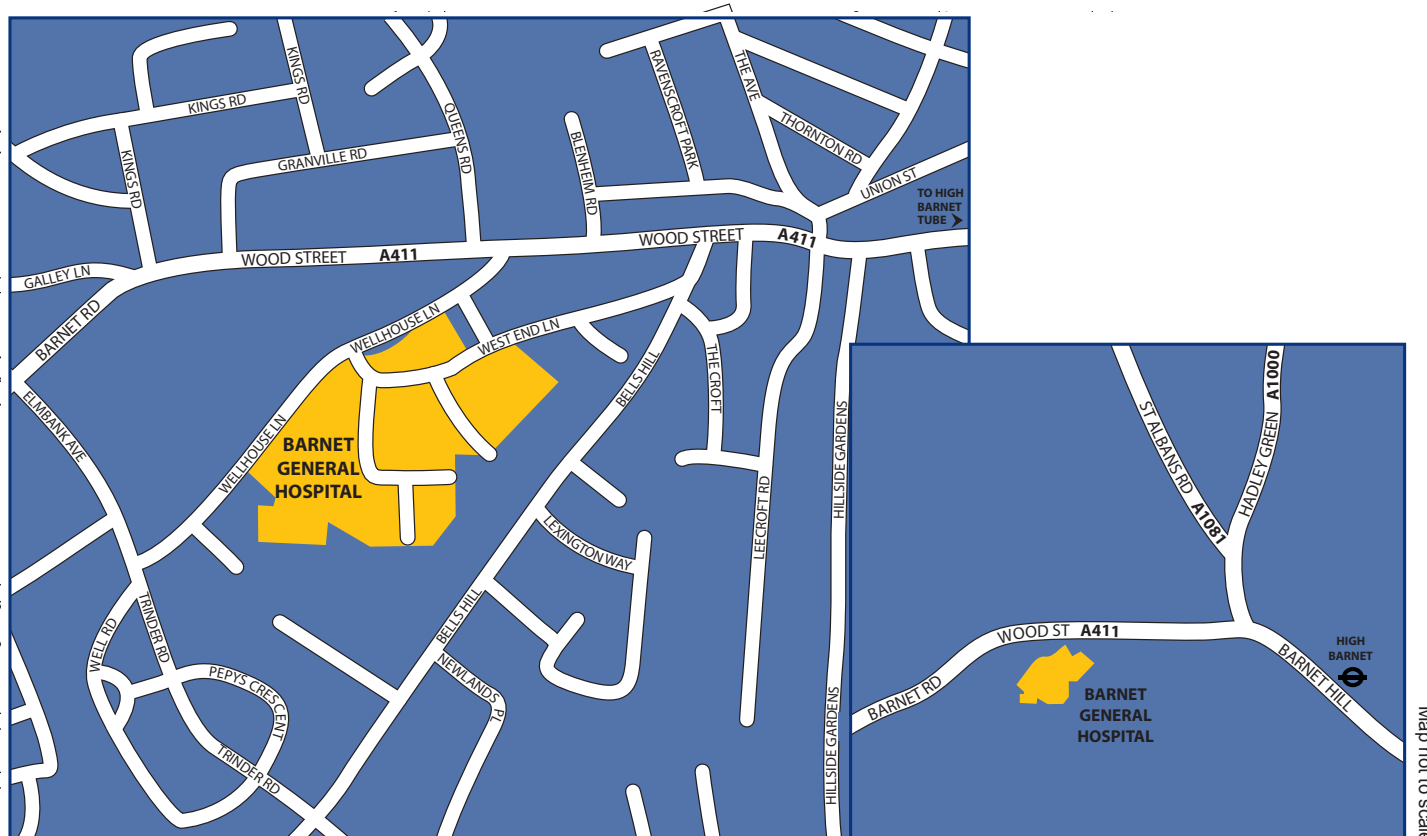 KINGS RD
KINGS RD
KINGS RD
GRANVILLE RD
QUEENS RD
BLENHEIM RD
RAVENSCROFT PARK
THE AVE
THORNTON RD
UNION ST
TO HIGH
BARNET
TUBE
GALLEY LN
BARNET RD
WOOD STREET A411
WOOD STREET A411
WELLHOUSE LN
WEST END LN
BELLS HILL
THE CROFT
ELMBANK AVE
WELLHOUSE LN
BARNET
GENERAL
HOSPITAL
LEECROFT RD
HILLSIDE GARDENS
LEXINGTON WAY
BELLS HILL
WELL RD
TRINDER RD
PEPYS CRESCENT
NEWLANDS PL
TRINDER RD
HILLSIDE GARDENS
ST ALBANS RD A1081
HADLEY GREEN A1000
WOOD ST A411
BARNET RD
BARNET HILL
HIGH
BARNET
BARNET
GENERAL
HOSPITAL
Map not to scale